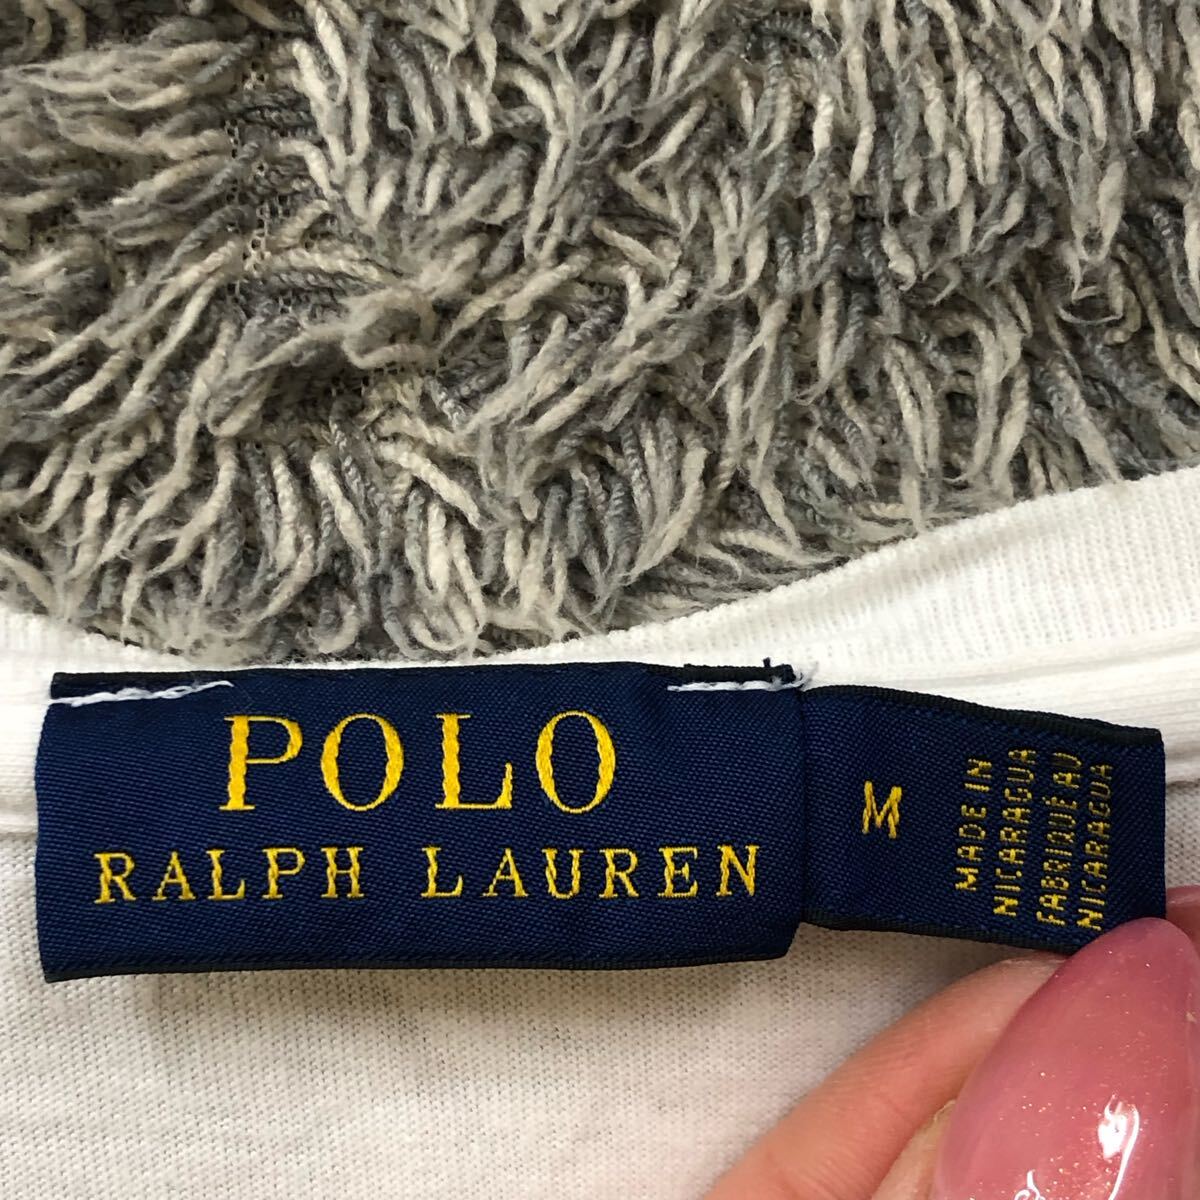 POLO
RALPH LAUREN
M
MADE IN
NICARAGUA
FABRIQUÉ AU
NICARAGUA